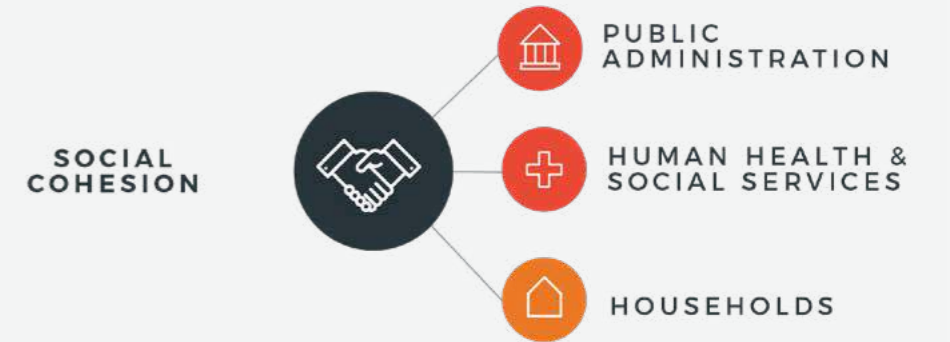 SOCIAL
COHESION
PUBLIC
ADMINISTRATION
HUMAN HEALTH &
SOCIAL SERVICES
HOUSEHOLDS